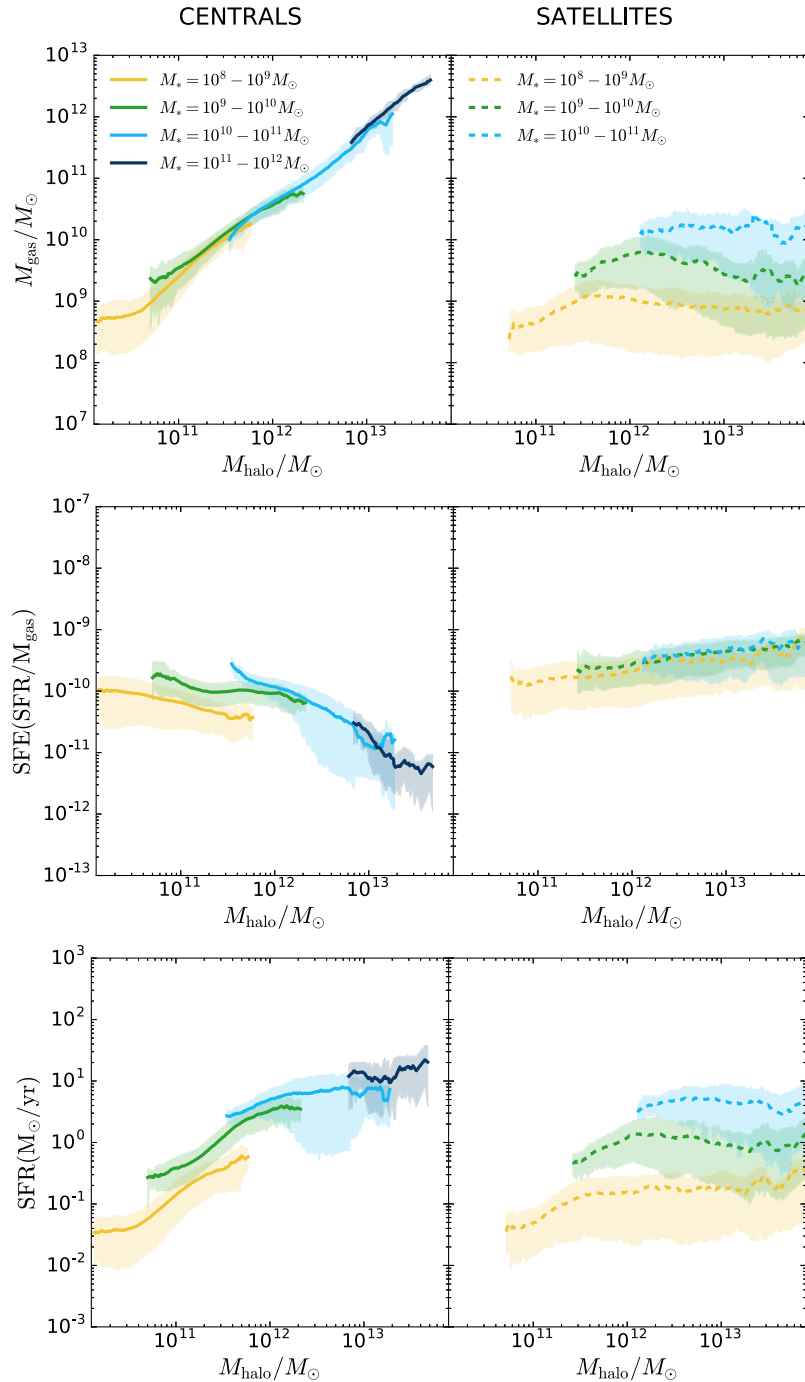 CENTRALS SATELLITES
10^13
10^12
10^11
10^10
10^9
10^8
10^7
M_gas/M_⊙
M_* = 10^8 − 10^9 M_⊙
M_* = 10^9 − 10^10 M_⊙
M_* = 10^10 − 10^11 M_⊙
M_* = 10^11 − 10^12 M_⊙
M_* = 10^8 − 10^9 M_⊙
M_* = 10^9 − 10^10 M_⊙
M_* = 10^10 − 10^11 M_⊙
10^11 10^12 10^13 10^11 10^12 10^13
M_halo/M_⊙ M_halo/M_⊙
10^-7
10^-8
10^-9
10^-10
10^-11
10^-12
10^-13
SFE(SFR/M_gas)
10^11 10^12 10^13 10^11 10^12 10^13
M_halo/M_⊙ M_halo/M_⊙
10^3
10^2
10^1
10^0
10^-1
10^-2
10^-3
SFR(M_⊙/yr)
10^11 10^12 10^13 10^11 10^12 10^13
M_halo/M_⊙ M_halo/M_⊙